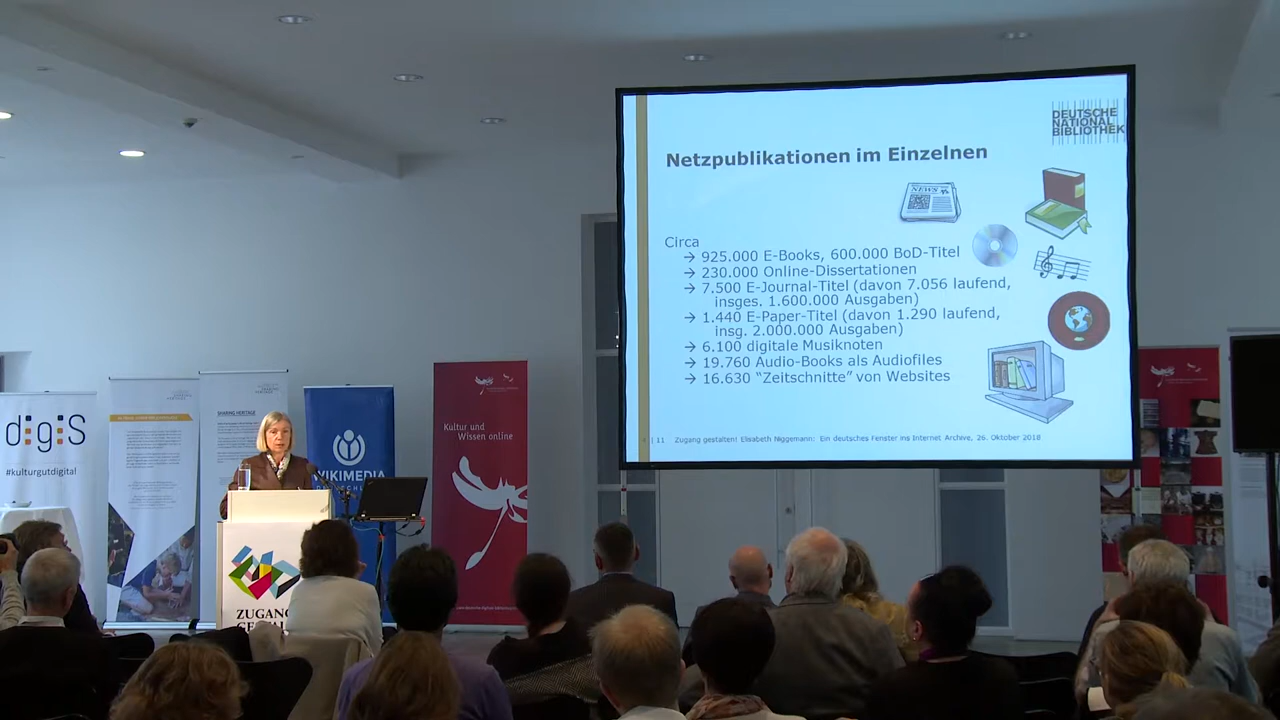 DEUTSCHE
NATIONAL
BIBLIOTHEK
Netzpublikationen im Einzelnen
NEWS
Circa
→ 925.000 E-Books, 600.000 BoD-Titel
→ 230.000 Online-Dissertationen
→ 7.500 E-Journal-Titel (davon 7.056 laufend,
insges. 1.600.000 Ausgaben)
→ 1.440 E-Paper-Titel (davon 1.290 laufend,
insg. 2.000.000 Ausgaben)
→ 6.100 digitale Musiknoten
→ 19.760 Audio-Books als Audiofiles
→ 16.630 “Zeitschnitte” von Websites
| 11 Zugang gestalten! Elisabeth Niggemann: Ein deutsches Fenster ins Internet Archive, 26. Oktober 2018
d:g:S
#kulturgutdigital
SHARING HERITAGE
WIKIMEDIA
Kultur und
Wissen online
ZUGANG